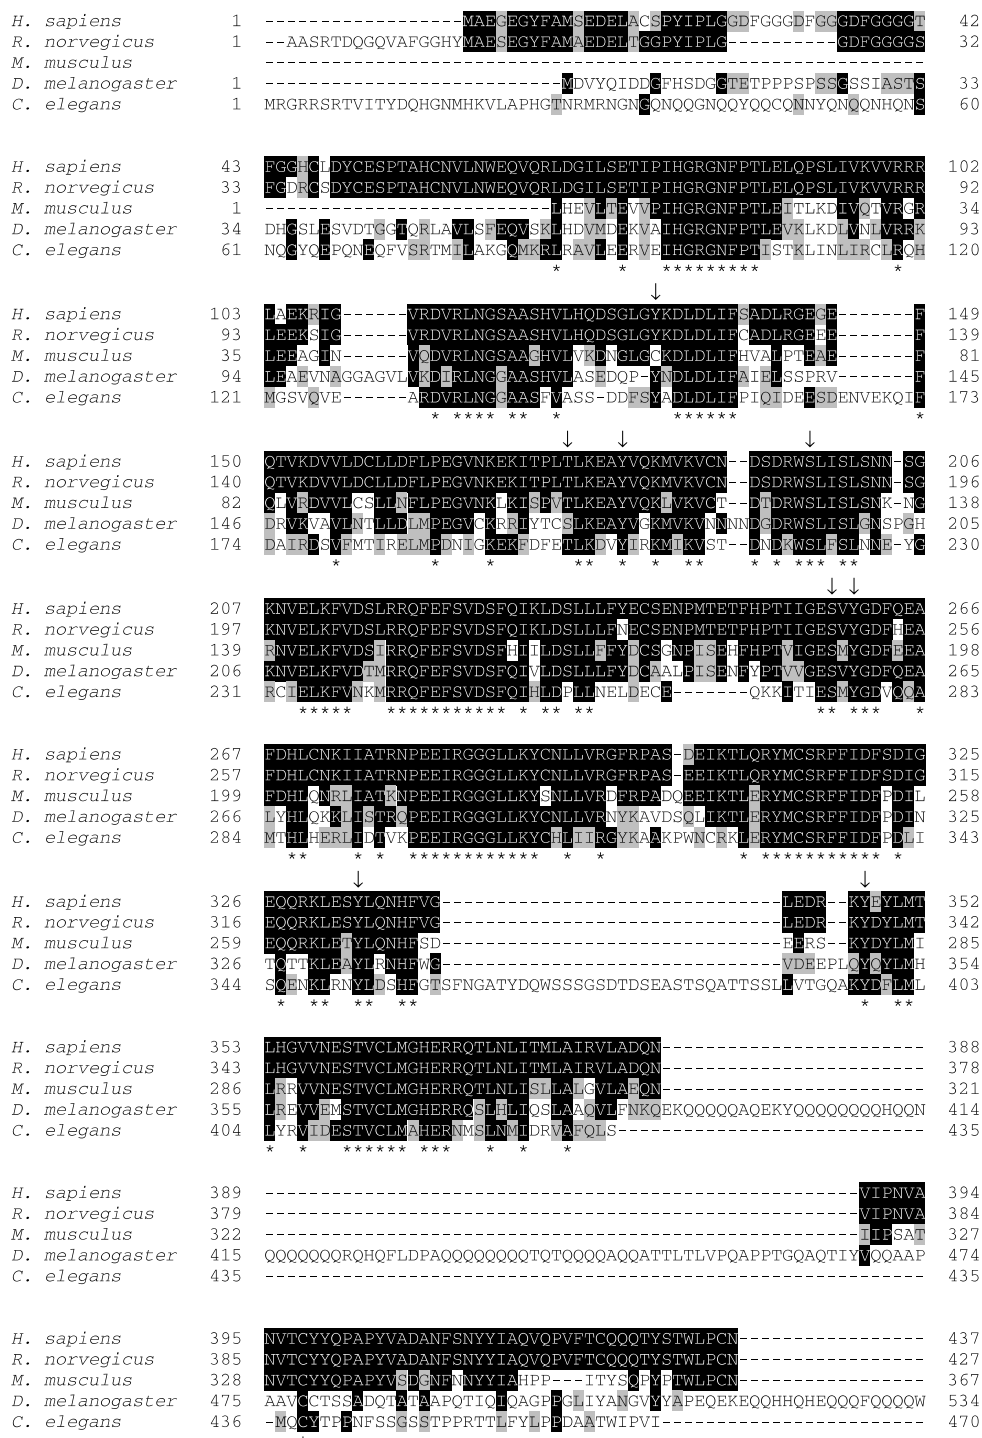 H. sapiens 1 ------------------MAEGEGYFAMSEDELACSPYIPLGGDFGGGDFGGGDFGGGGT 42
R. norvegicus 1 --AASRTDQGQVAFGGHYMAESEGYFAMAEDELTGGPYIPLG----------GDFGGGGS 32
M. musculus ------------------------------------------------------------
D. melanogaster 1 ---------------------------MDVYQIDDGFHSDGGTETPPPSPSSGSSIASTS 33
C. elegans 1 MRGRRSRTVITYDQHGNMHKVLAPHGTNRMRNGNGQNQQGNQQYQQCQNNYQNQQNHQNS 60
H. sapiens 43 FGGHCLDYCESPTAHCNVLNWEQVQRLDGILSETIPIHGRGNFPTLELQPSLIVKVVRRR 102
R. norvegicus 33 FGDRCSDYCESPTAHCNVLNWEQVQRLDGILSETIPIHGRGNFPTLELQPSLIVKVVRRR 92
M. musculus 1 --------------------------LHEVLTEVVPIHGRGNFPTLEITLKDIVQTVRGR 34
D. melanogaster 34 DHGSLESVDTGGTQRLAVLSFEQVSKLHDVMDEKVAIHGRGNFPTLEVKLKDLVNLVRRK 93
C. elegans 61 NQGYQEPQNEQFVSRTMILAKGQMKRLRAVLEERVEIHGRGNFPTISTKLINLIRCLRQH 120
* * ********* *
↓
H. sapiens 103 LAEKRIG------VRDVRLNGSAASHVLHQDSGLGYKDLDLIFSADLRGEGE-------F 149
R. norvegicus 93 LEEKSIG------VRDVRLNGSAASHVLHQDSGLGYKDLDLIFCADLRGEEE-------F 139
M. musculus 35 LEEAGIN------VQDVRLNGSAAGHVLVKDNGLGCKDLDLIFHVALPTEAE-------F 81
D. melanogaster 94 LEAEVNAGGAGVLVKDIRLNGGAASHVLASEDQP-YNDLDLIFAIELSSPRV-------F 145
C. elegans 121 MGSVQVE------ARDVRLNGGAASFVASS-DDFSYADLDLIFPIQIDEESDENVEKQIF 173
* **** ** * ****** *
↓ ↓ ↓
H. sapiens 150 QTVKDVVLDCLLDFLPEGVNKEKITPLTLKEAYVQKMVKVCN--DSDRWSLISLSNN-SG 206
R. norvegicus 140 QTVKDVVLDCLLDFLPEGVNKEKITPLTLKEAYVQKMVKVCN--DSDRWSLISLSNN-SG 196
M. musculus 82 QLVRDVVLCSLLNFLPEGVNKLKISPVTLKEAYVQKLVKVCT--DTDRWSLISLSNK-NG 138
D. melanogaster 146 DRVKVAVLNTLLDLMPEGVCKRRIYTCSLKEAYVGKMVKVNNNNDGDRWSLISLGNSPGH 205
C. elegans 174 DAIRDSVFMTIRELMPDNIGKEKFDFETLKDVYIRKMIKVST--DNDKWSLFSLNNE-YG 230
* * * ** * * ** * * *** **
↓ ↓
H. sapiens 207 KNVELKFVDSLRRQFEFSVDSFQIKLDSLLLFYECSENPMTETFHPTIIGESVYGDFQEA 266
R. norvegicus 197 KNVELKFVDSLRRQFEFSVDSFQIKLDSLLLFNECSENPMTETFHPTIIGESVYGDFHEA 256
M. musculus 139 RNVELKFVDSIRRQFEFSVDSFHIILDSLLFFYDCSGNPISEHFHPTVIGESMYGDFEEA 198
D. melanogaster 206 KNVELKFVDTMRRQFEFSVDSFQIVLDSLLFFYDCAALPISENFYPTVVGESVYGDFQEA 265
C. elegans 231 RCIELKFVNKMRRQFEFSVDSFQIHLDPLLNELDECE-------QKKITIESMYGDVQQA 283
***** *********** * ** ** ** *** *
H. sapiens 267 FDHLCNKIIATRNPEEIRGGGLLKYCNLLVRGFRPAS-DEIKTLQRYMCSRFFIDFSDIG 325
R. norvegicus 257 FDHLCNKIIATRNPEEIRGGGLLKYCNLLVRGFRPAS-EEIKTLQRYMCSRFFIDFSDIG 315
M. musculus 199 FDHLQNRLIATKNPEEIRGGGLLKYSNLLVRDFRPADQEEIKTLERYMCSRFFIDFPDIL 258
D. melanogaster 266 LYHLQKKLISTRQPEEIRGGGLLKYCNLLVRNYKAVDSQLIKTLERYMCSRFFIDFPDIN 325
C. elegans 284 MTHLHERLIDTVKPEEIRGGGLLKYCHLIIRGYKAAKPWNCRKLERYMCSRFFIDFPDLI 343
** * * ************ * * * *********** *
↓ ↓
H. sapiens 326 EQQRKLESYLQNHFVG-------------------------------LEDR--KYEYLMT 352
R. norvegicus 316 EQQRKLESYLQNHFVG-------------------------------LEDR--KYDYLMT 342
M. musculus 259 EQQRKLETYLQNHFSD-------------------------------EERS--KYDYLMI 285
D. melanogaster 326 TQTTKLEAYLRNHFWG-------------------------------VDEEPLQYQYLMH 354
C. elegans 344 SQENKLRNYLDSHFGTSFNGATYDQWSSSGSDTDSEASTSQATTSSLLVTGQAKYDFLML 403
* ** ** ** * **
H. sapiens 353 LHGVVNESTVCLMGHERRQTLNLITMLAIRVLADQN------------------------ 388
R. norvegicus 343 LHGVVNESTVCLMGHERRQTLNLITMLAIRVLADQN------------------------ 378
M. musculus 286 LRRVVNESTVCLMGHERRQTLNLISLLALGVLAEQN------------------------ 321
D. melanogaster 355 LREVVEMSTVCLMGHERRQSLHLIQSLAAQVLFNKQEKQQQQQAQEKYQQQQQQQQHQQN 414
C. elegans 404 LYRVIDESTVCLMAHERNMSLNMIDRVAFQLS---------------------------- 435
* * ****** *** * * *
H. sapiens 389 ------------------------------------------------------VIPNVA 394
R. norvegicus 379 ------------------------------------------------------VIPNVA 384
M. musculus 322 ------------------------------------------------------IIPSAT 327
D. melanogaster 415 QQQQQQQRQHQFLDPAQQQQQQQQTQTQQQQAQQATTLTLVPQAPPTGQAQTIYVQQAAP 474
C. elegans 435 ------------------------------------------------------------ 435
H. sapiens 395 NVTCYYQPAPYVADANFSNYYIAQVQPVFTCQQQTYSTWLPCN----------------- 437
R. norvegicus 385 NVTCYYQPAPYVADANFSNYYIAQVQPVFTCQQQTYSTWLPCN----------------- 427
M. musculus 328 NVTCYYQPAPYVSDGNFNNYYIAHPP---ITYSQPYPTWLPCN----------------- 367
D. melanogaster 475 AAVCCTSSADQTATAAPQTIQIQAGPPGLIYANGVYYAPEQEKEQQHHQHEQQQFQQQQW 534
C. elegans 436 -MQCYTPPNFSSGSSTPPRTTLFYLPPDAATWIPVI------------------------ 470